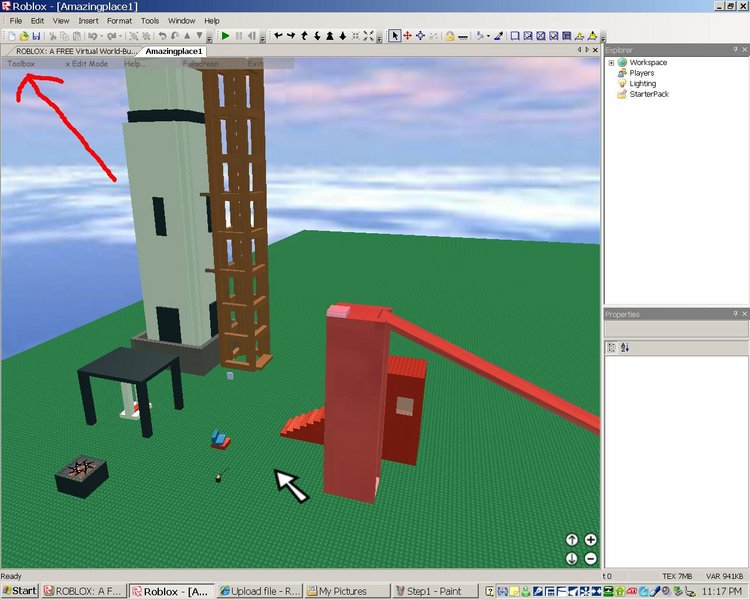 Roblox - [Amazingplace1]
File Edit View Insert Format Tools Window Help
ROBLOX: A FREE Virtual World-Bu... Amazingplace1
Toolbox x Edit Mode Help... Fullscreen Exit
Explorer
Workspace
Players
Lighting
StarterPack
Properties
Ready
t 0 TEX 7MB VAR 941KB
Start ROBLOX: A F... Roblox - [A... Upload file - R... My Pictures Step1 - Paint 11:17 PM